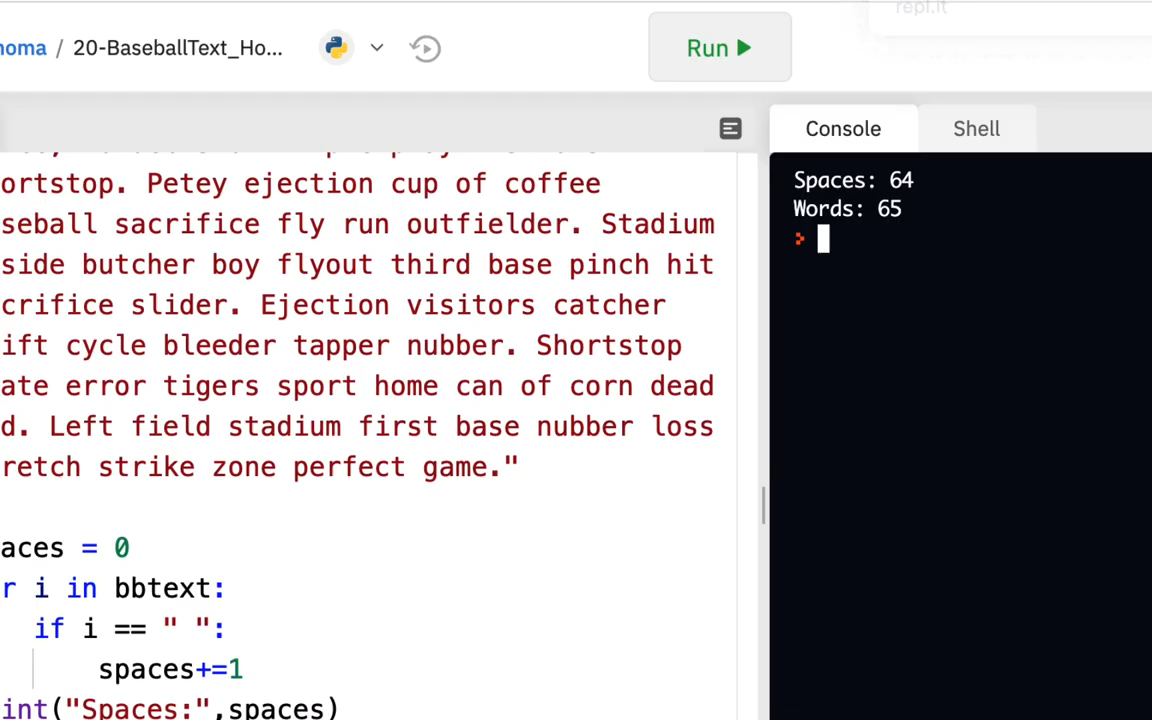 repl.it
noma / 20-BaseballText_Ho...
Run
Console
Shell
ortstop. Petey ejection cup of coffee
seball sacrifice fly run outfielder. Stadium
side butcher boy flyout third base pinch hit
crifice slider. Ejection visitors catcher
ift cycle bleeder tapper nubber. Shortstop
ate error tigers sport home can of corn dead
d. Left field stadium first base nubber loss
retch strike zone perfect game."
aces = 0
r i in bbtext:
if i == " ":
spaces+=1
int("Spaces:",spaces)
Spaces: 64
Words: 65